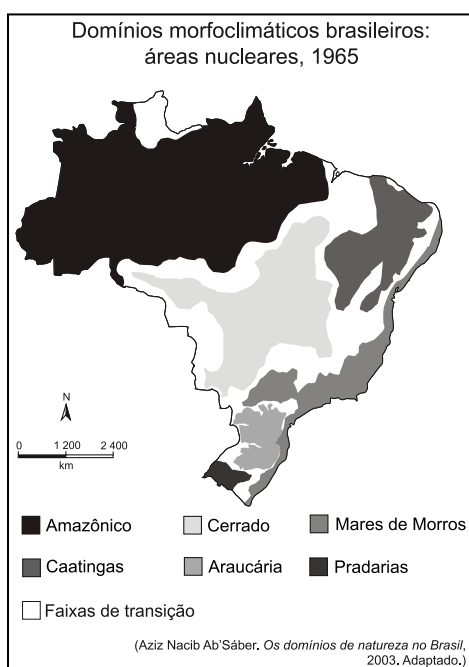 Domínios morfoclimáticos brasileiros:
áreas nucleares, 1965
N
0 1 200 2 400
km
Amazônico
Cerrado
Mares de Morros
Caatingas
Araucária
Pradarias
Faixas de transição
(Aziz Nacib Ab'Sáber. Os domínios de natureza no Brasil,
2003. Adaptado.)